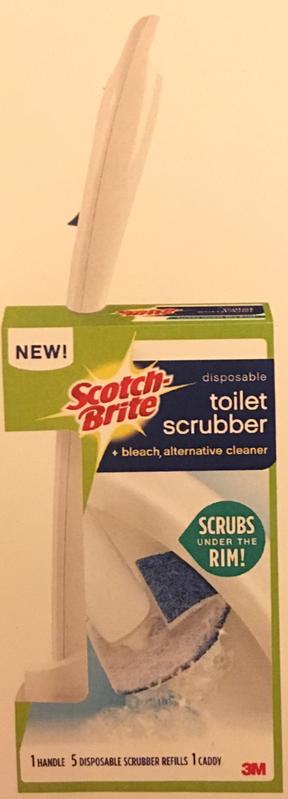 NEW!
Scotch-
Brite
disposable
toilet
scrubber
+ bleach alternative cleaner
SCRUBS
UNDER THE
RIM!
1 HANDLE 5 DISPOSABLE SCRUBBER REFILLS 1 CADDY
3M